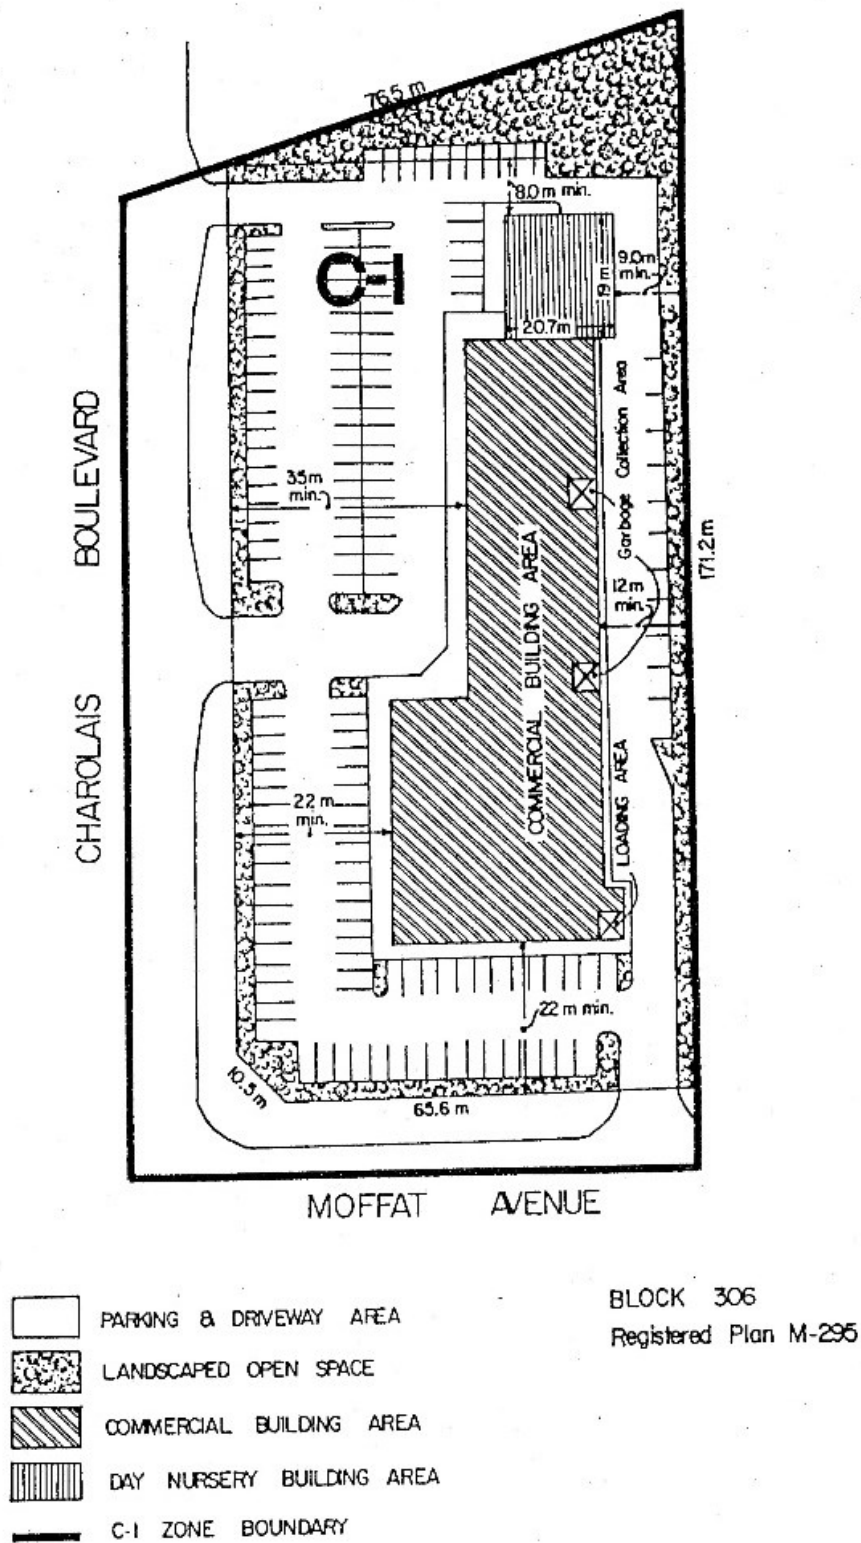 76.5 m
8.0 m min.
9.0m
min.
C-1
19 m
20.7m
Garbage Collection Area
35m
min.
BOULEVARD
171.2 m
12m
min.
COMMERCIAL BUILDING AREA
CHAROLAIS
22 m
min.
LOADING AREA
22 m min.
10.5 m
65.6 m
MOFFAT AVENUE
PARKING & DRIVEWAY AREA
LANDSCAPED OPEN SPACE
COMMERCIAL BUILDING AREA
DAY NURSERY BUILDING AREA
C-1 ZONE BOUNDARY
BLOCK 306
Registered Plan M-295